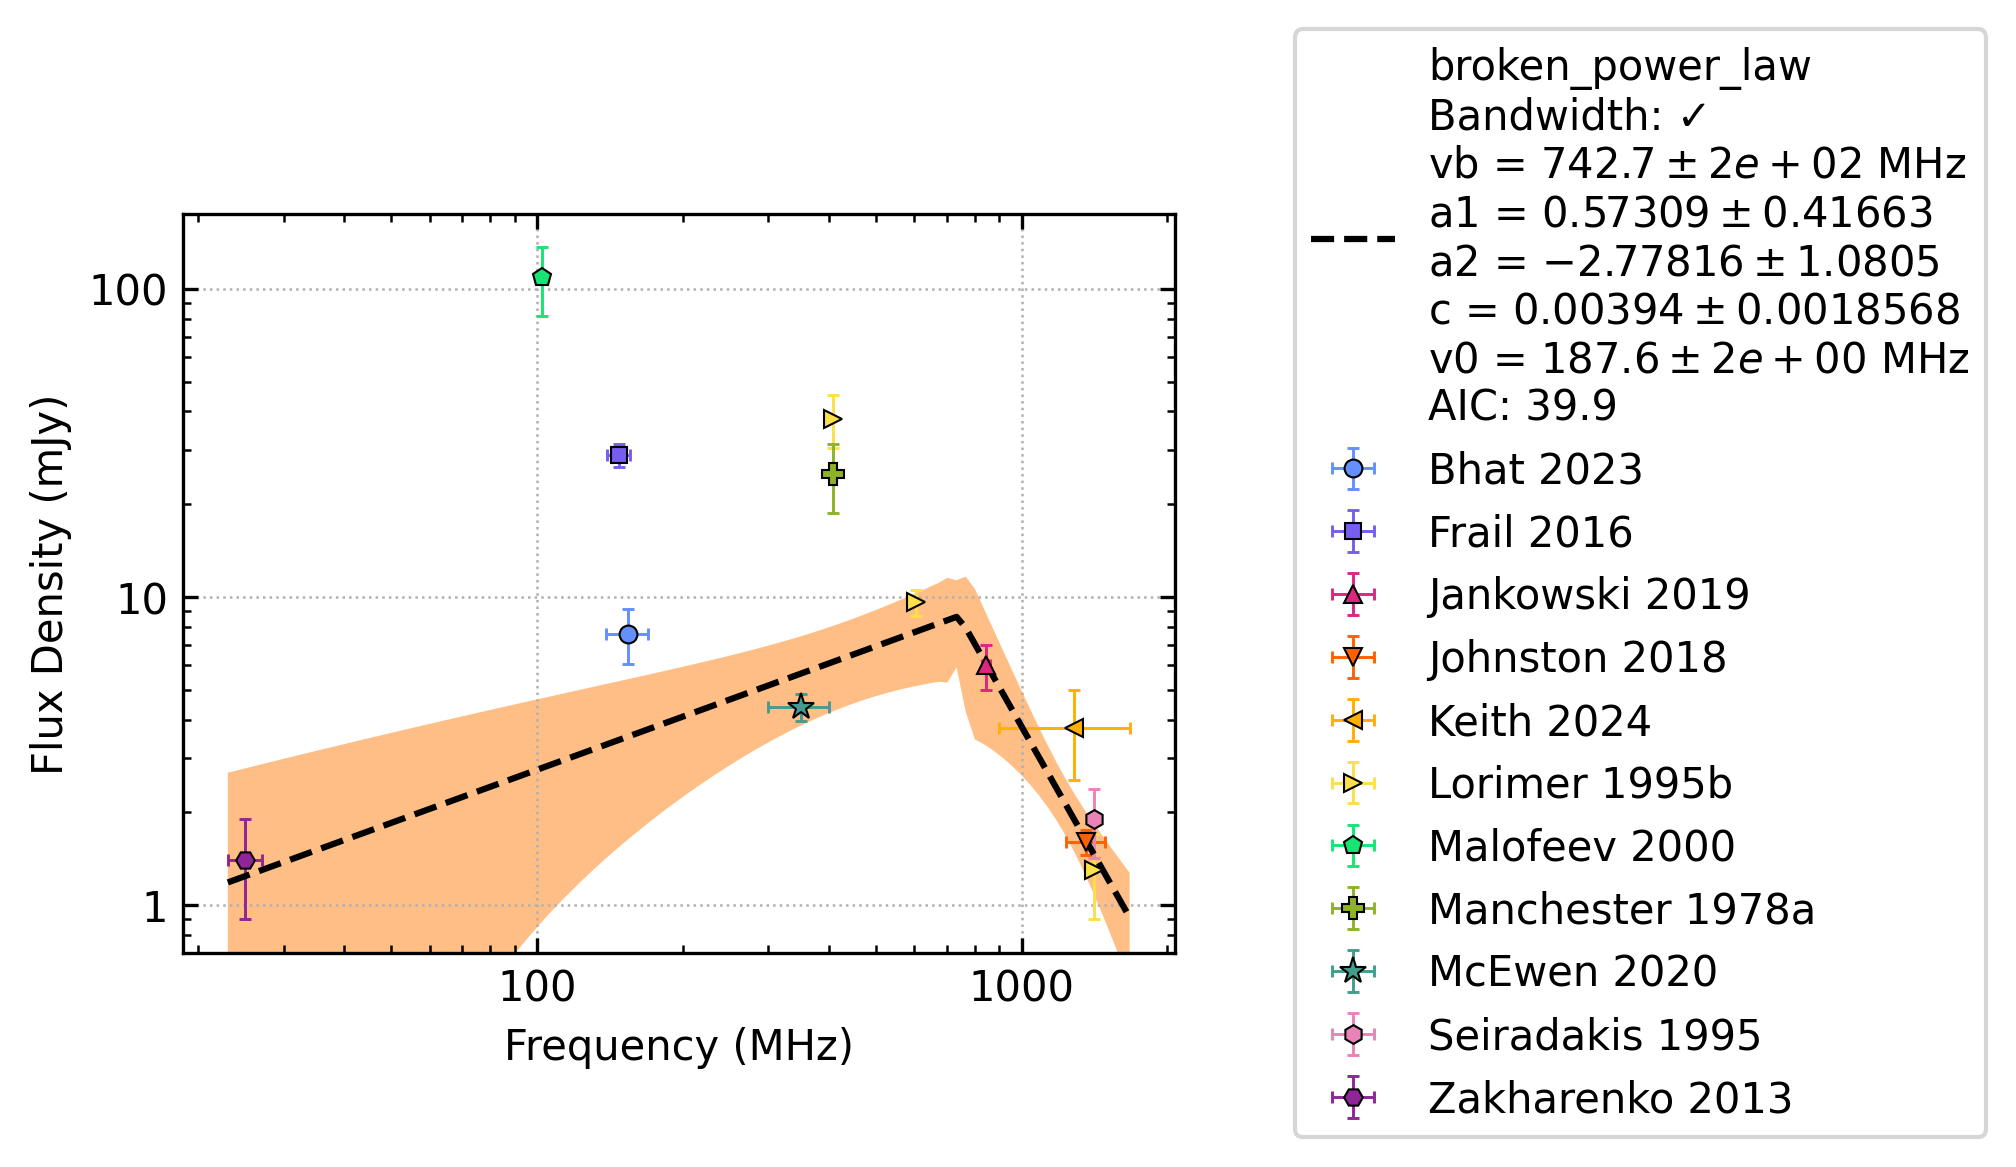 broken_power_law
Bandwidth: ✓
vb = 742.7 ± 2e + 02 MHz
a1 = 0.57309 ± 0.41663
a2 = −2.77816 ± 1.0805
c = 0.00394 ± 0.0018568
v0 = 187.6 ± 2e + 00 MHz
AIC: 39.9
Bhat 2023
Frail 2016
Jankowski 2019
Johnston 2018
Keith 2024
Lorimer 1995b
Malofeev 2000
Manchester 1978a
McEwen 2020
Seiradakis 1995
Zakharenko 2013
Flux Density (mJy)
100
10
1
100
1000
Frequency (MHz)